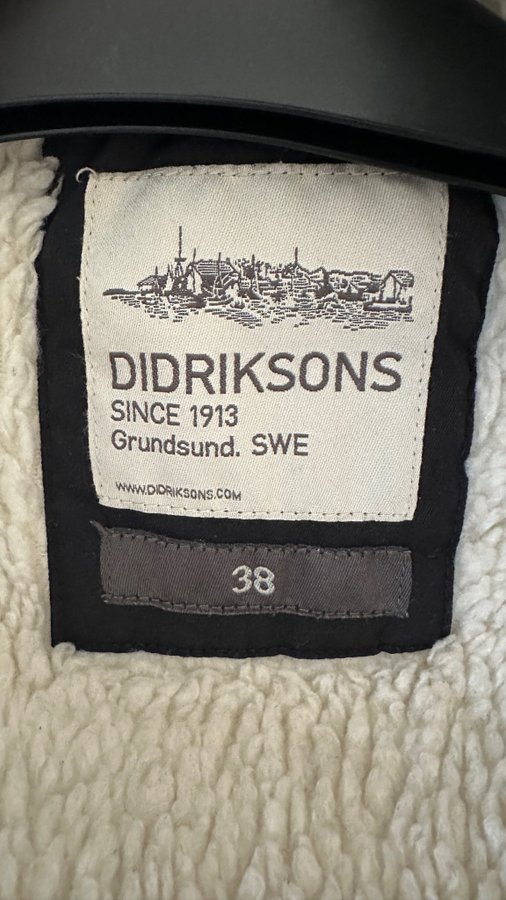 DIDRIKSONS
SINCE 1913
Grundsund. SWE
WWW.DIDRIKSONS.COM
38